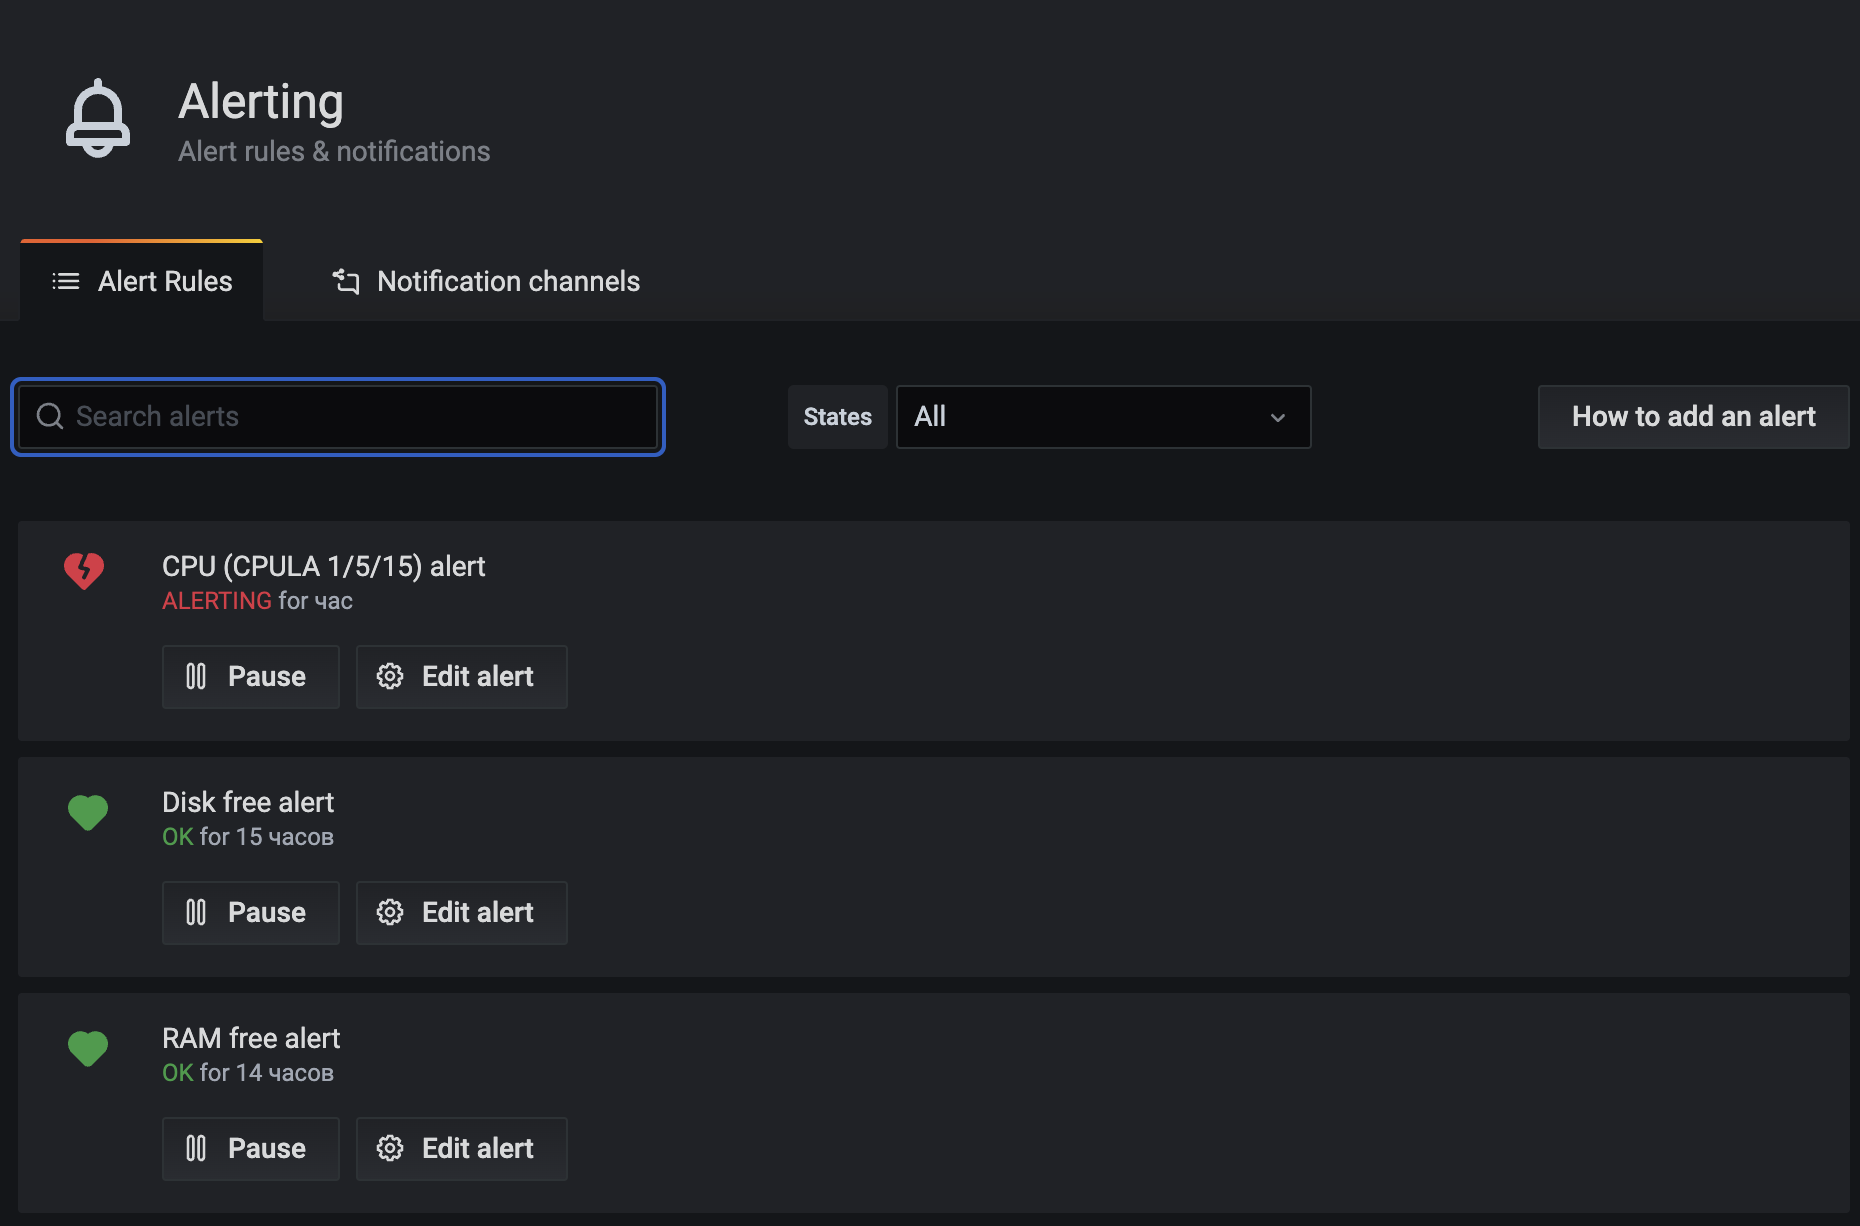 Alerting
Alert rules & notifications
Alert Rules
Notification channels
Search alerts
States
All
How to add an alert
CPU (CPULA 1/5/15) alert
ALERTING for час
Pause
Edit alert
Disk free alert
OK for 15 часов
Pause
Edit alert
RAM free alert
OK for 14 часов
Pause
Edit alert